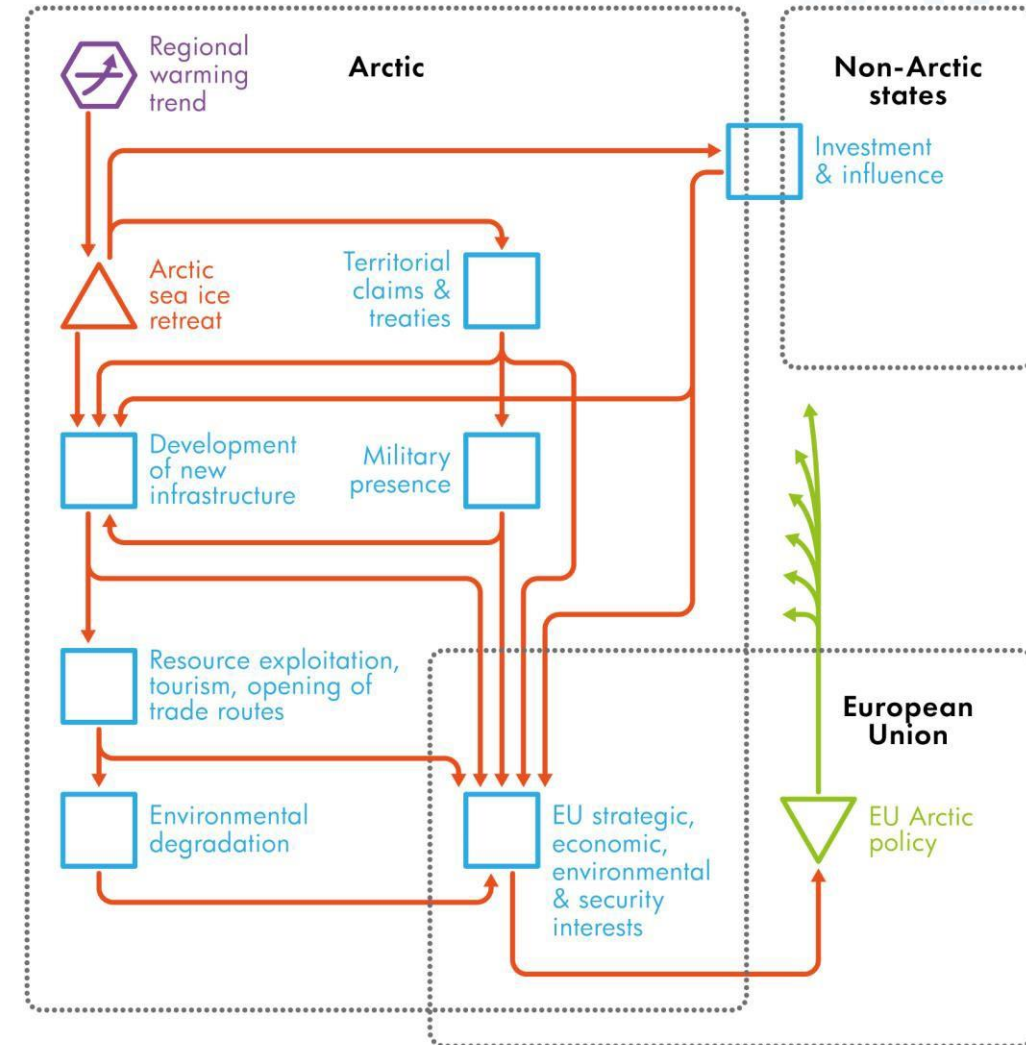 Regional
warming
trend
Arctic
Non-Arctic
states
Investment
& influence
Arctic
sea ice
retreat
Territorial
claims &
treaties
Development
of new
infrastructure
Military
presence
Resource exploitation,
tourism, opening of
trade routes
European
Union
Environmental
degradation
EU strategic,
economic,
environmental
& security
interests
EU Arctic
policy